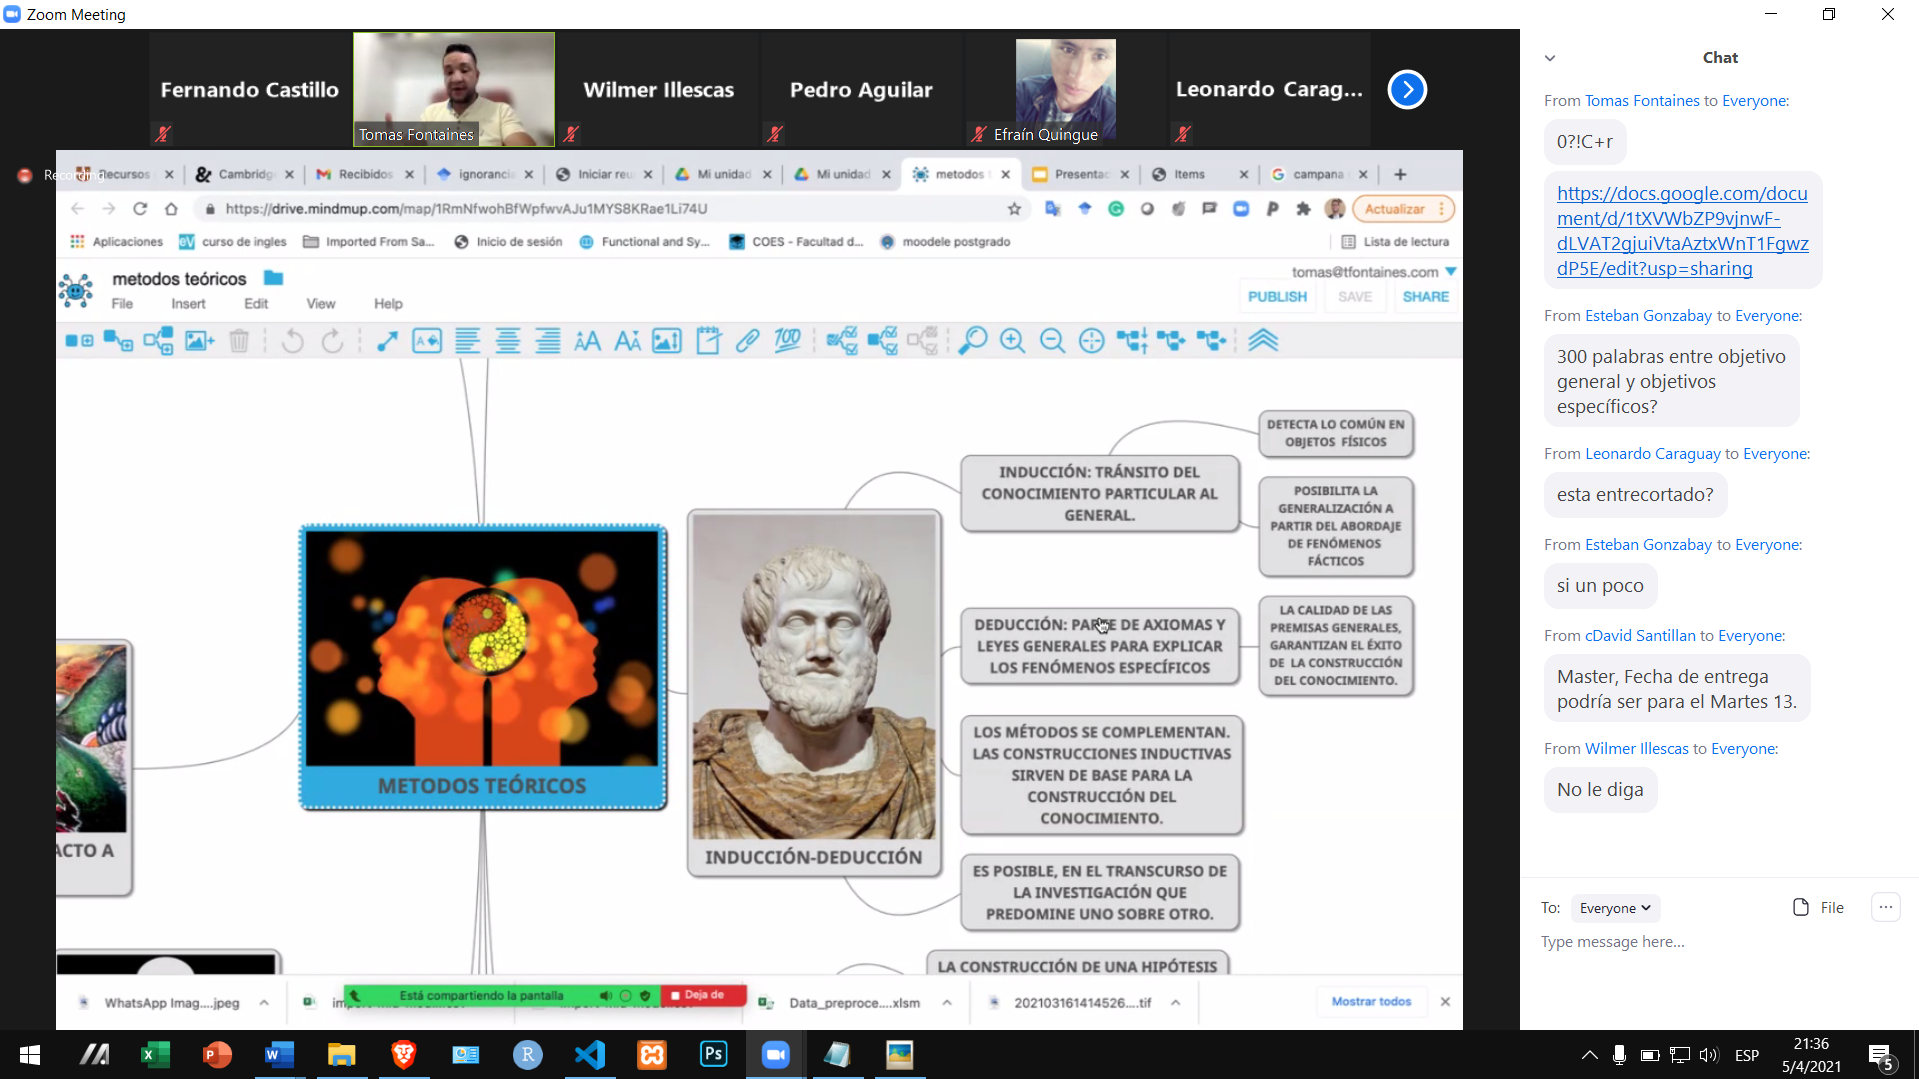 Zoom Meeting
Fernando Castillo
Tomas Fontaines
Wilmer Illescas
Pedro Aguilar
Efraín Quingue
Leonardo Carag...
Recursos
Cambridg
Recibidos
ignoranci
Iniciar reu
Mi unidad
Mi unidad
metodos t
Presentac
Items
campana
https://drive.mindmup.com/map/1RmNfwohBfWpfwvAJu1MYS8KRae1Li74U
Actualizar
Aplicaciones
curso de ingles
Imported From Sa...
Inicio de sesión
Functional and Sy...
COES - Facultad d...
moodele postgrado
Lista de lectura
metodos teóricos
tomas@tfontaines.com
File
Insert
Edit
View
Help
PUBLISH
SAVE
SHARE
METODOS TEÓRICOS
ACTO A
INDUCCIÓN-DEDUCCIÓN
INDUCCIÓN: TRÁNSITO DEL
CONOCIMIENTO PARTICULAR AL
GENERAL.
DETECTA LO COMÚN EN
OBJETOS FÍSICOS
POSIBILITA LA
GENERALIZACIÓN A
PARTIR DEL ABORDAJE
DE FENÓMENOS
FÁCTICOS
DEDUCCIÓN: PARTE DE AXIOMAS Y
LEYES GENERALES PARA EXPLICAR
LOS FENÓMENOS ESPECÍFICOS
LA CALIDAD DE LAS
PREMISAS GENERALES,
GARANTIZAN EL ÉXITO
DE LA CONSTRUCCIÓN
DEL CONOCIMIENTO.
LOS MÉTODOS SE COMPLEMENTAN.
LAS CONSTRUCCIONES INDUCTIVAS
SIRVEN DE BASE PARA LA
CONSTRUCCIÓN DEL
CONOCIMIENTO.
ES POSIBLE, EN EL TRANSCURSO DE
LA INVESTIGACIÓN QUE
PREDOMINE UNO SOBRE OTRO.
LA CONSTRUCCIÓN DE UNA HIPÓTESIS
WhatsApp Imag....jpeg
Está compartiendo la pantalla
Deja de
Data_preproce....xlsm
202103161414526....tif
Mostrar todos
Chat
From Tomas Fontaines to Everyone:
0?!C+r
https://docs.google.com/docu
ment/d/1tXVWbZP9vjnwF-
dLVAT2gjuiVtaAztxWnT1Fgwz
dP5E/edit?usp=sharing
From Esteban Gonzabay to Everyone:
300 palabras entre objetivo
general y objetivos
específicos?
From Leonardo Caraguay to Everyone:
esta entrecortado?
From Esteban Gonzabay to Everyone:
si un poco
From cDavid Santillan to Everyone:
Master, Fecha de entrega
podría ser para el Martes 13.
From Wilmer Illescas to Everyone:
No le diga
To: Everyone
File
Type message here...
ESP
21:36
5/4/2021
5